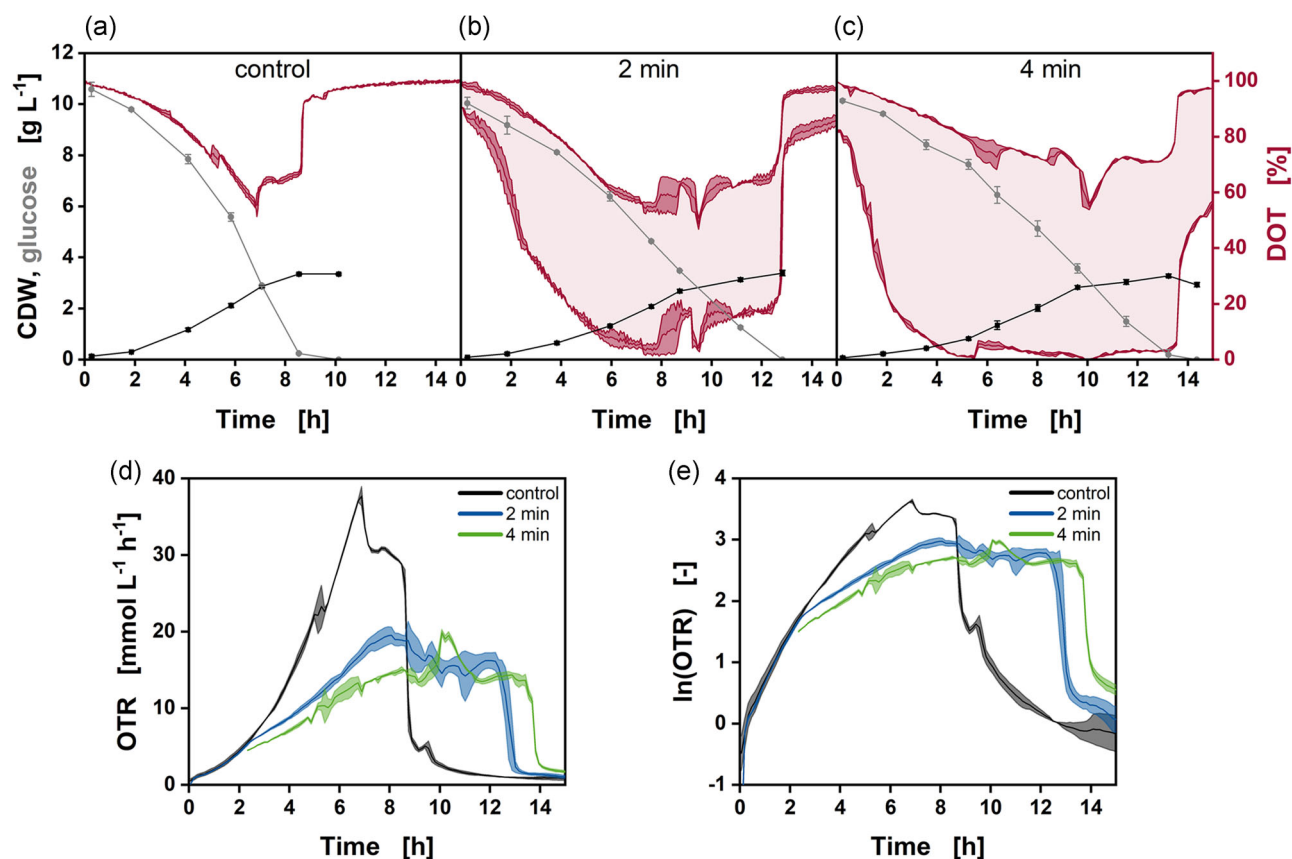 (a) (b) (c)
control 2 min 4 min
CDW, glucose [g L⁻¹]
12
10
8
6
4
2
0
DOT [%]
100
80
60
40
20
0
0 2 4 6 8 10 12 14 0 2 4 6 8 10 12 14 0 2 4 6 8 10 12 14
Time [h] Time [h] Time [h]
(d)
OTR [mmol L⁻¹ h⁻¹]
40
30
20
10
0
control
2 min
4 min
0 2 4 6 8 10 12 14
Time [h]
(e)
ln(OTR) [-]
4
3
2
1
0
-1
control
2 min
4 min
0 2 4 6 8 10 12 14
Time [h]